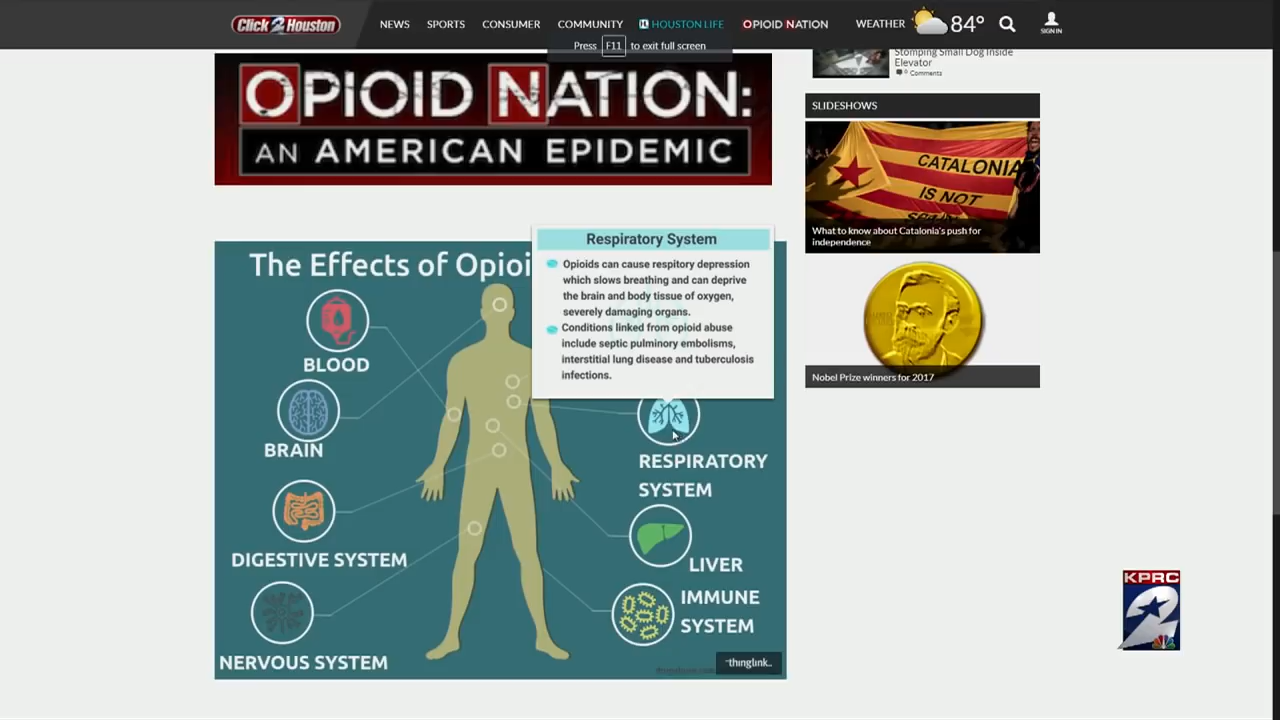 Click 2 Houston
NEWS SPORTS CONSUMER COMMUNITY HOUSTON LIFE OPIOID NATION WEATHER 84° SIGN IN
Press F11 to exit full screen
OPIOID NATION:
AN AMERICAN EPIDEMIC
Stomping Small Dog Inside
Elevator
0 Comments
SLIDESHOWS
CATALONIA
IS NOT
What to know about Catalonia's push for
independence
Nobel Prize winners for 2017
The Effects of Opioi
Respiratory System
Opioids can cause respitory depression
which slows breathing and can deprive
the brain and body tissue of oxygen,
severely damaging organs.
Conditions linked from opioid abuse
include septic pulminory embolisms,
interstitial lung disease and tuberculosis
infections.
BLOOD
BRAIN
DIGESTIVE SYSTEM
NERVOUS SYSTEM
RESPIRATORY
SYSTEM
LIVER
IMMUNE
SYSTEM
thinglink..
KPRC
2